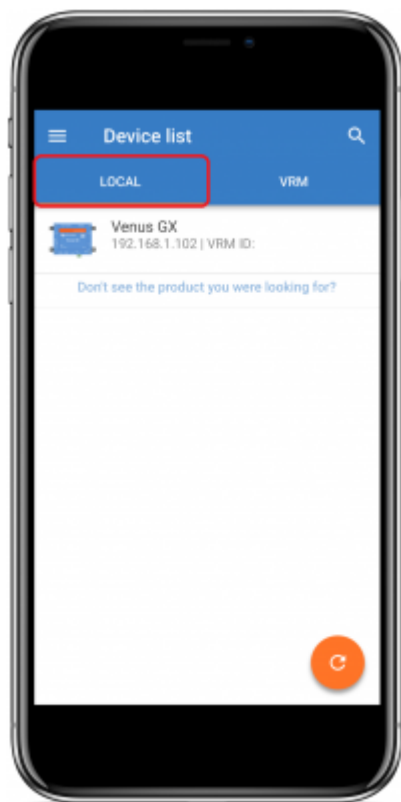 Device list
LOCAL
VRM
Venus GX
192.168.1.102 | VRM ID:
Don't see the product you were looking for?